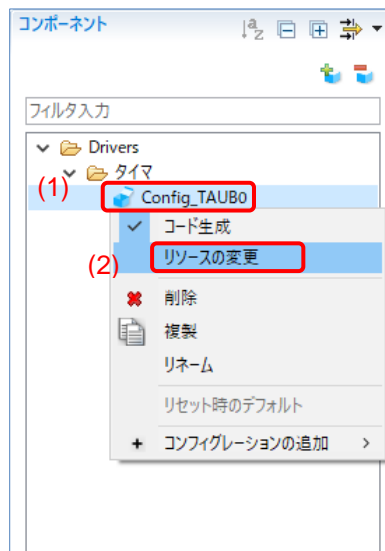 コンポーネント
フィルタ入力
Drivers
タイマ
(1)
Config_TAUB0
コード生成
(2)
リソースの変更
削除
複製
リネーム
リセット時のデフォルト
コンフィグレーションの追加